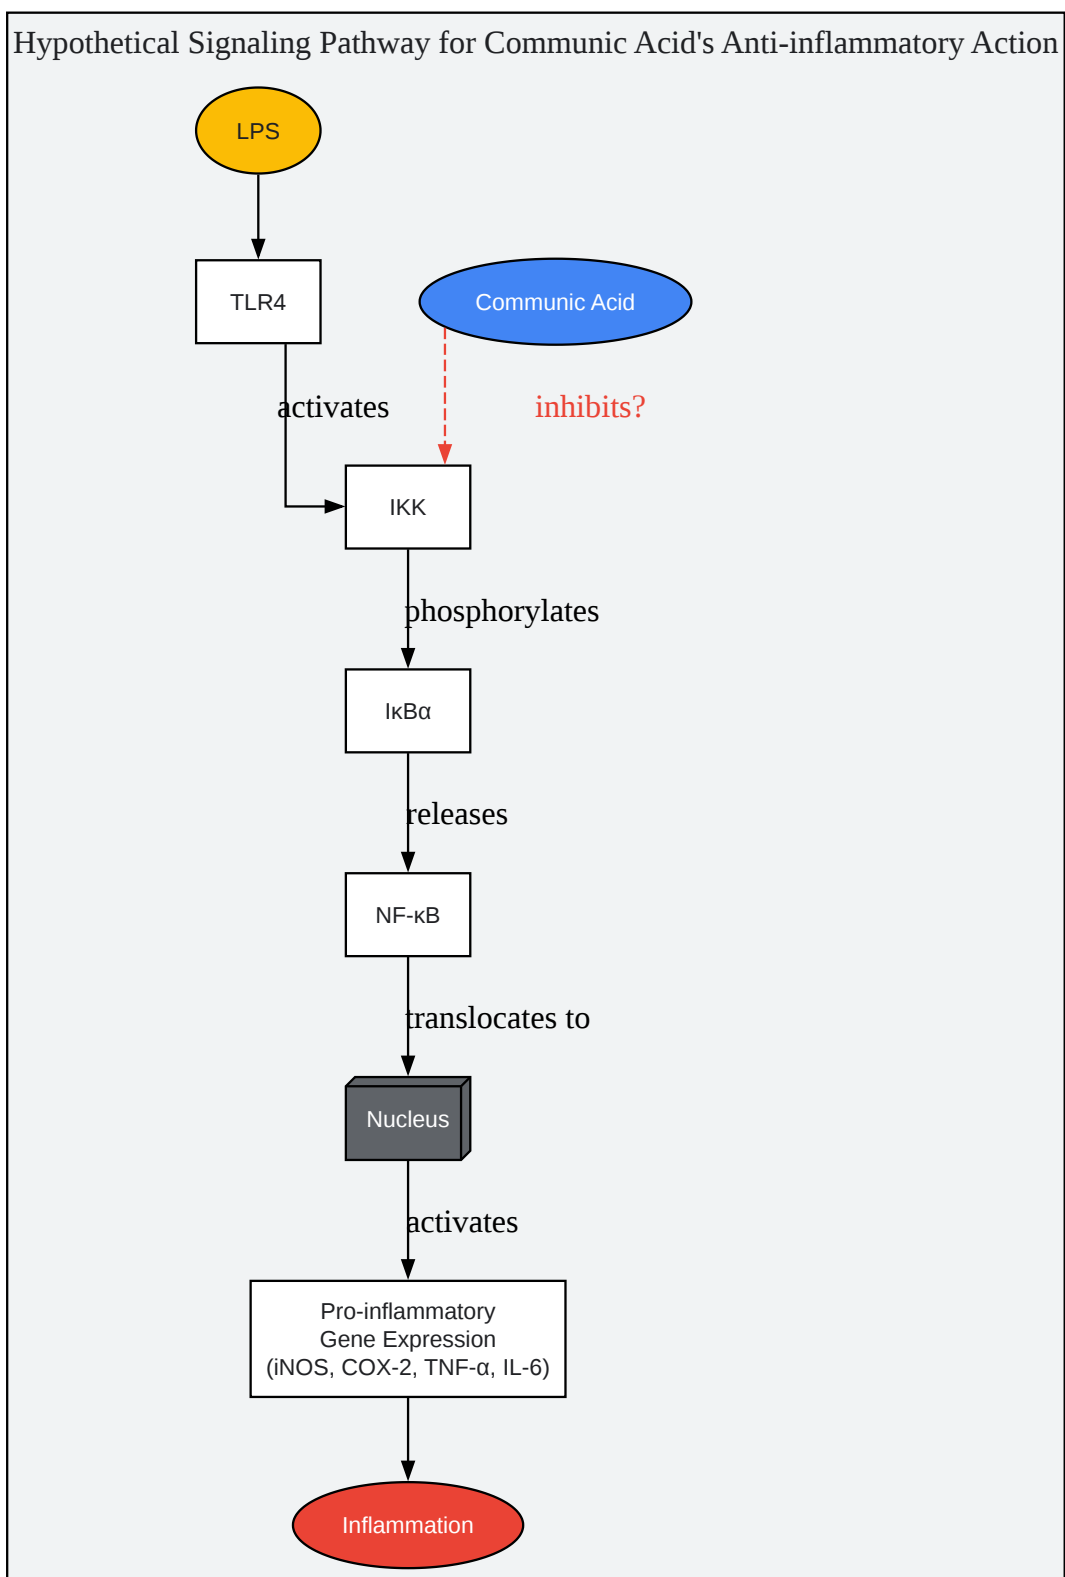 Hypothetical Signaling Pathway for Communic Acid's Anti-inflammatory Action
LPS
TLR4
Communic Acid
activates
inhibits?
IKK
phosphorylates
IκBα
releases
NF-κB
translocates to
Nucleus
activates
Pro-inflammatory
Gene Expression
(iNOS, COX-2, TNF-α, IL-6)
Inflammation